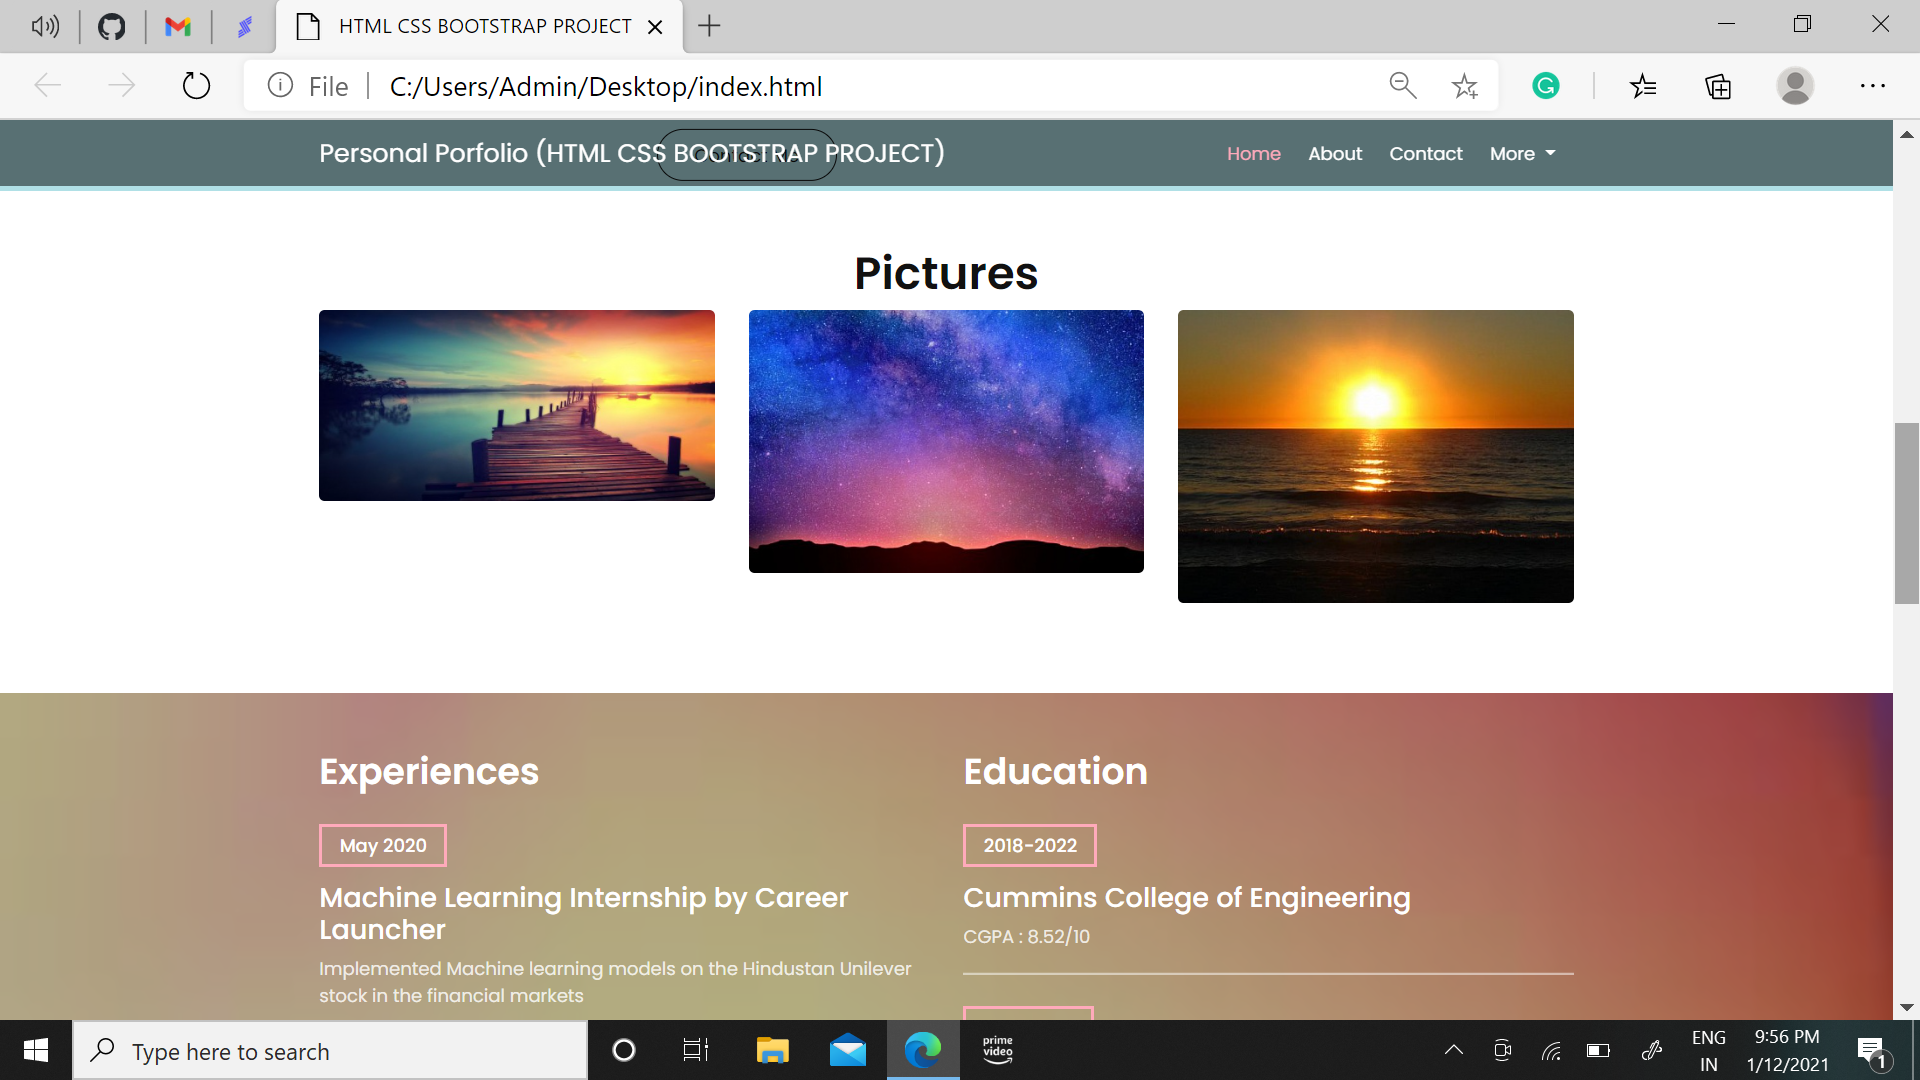 HTML CSS BOOTSTRAP PROJECT
File
C:/Users/Admin/Desktop/index.html
Personal Porfolio (HTML CSS BOOTSTRAP PROJECT)
Home About Contact More
Pictures
Experiences
May 2020
Machine Learning Internship by Career
Launcher
Implemented Machine learning models on the Hindustan Unilever
stock in the financial markets
Education
2018-2022
Cummins College of Engineering
CGPA : 8.52/10
Type here to search
prime
video
ENG
IN
9:56 PM
1/12/2021
1